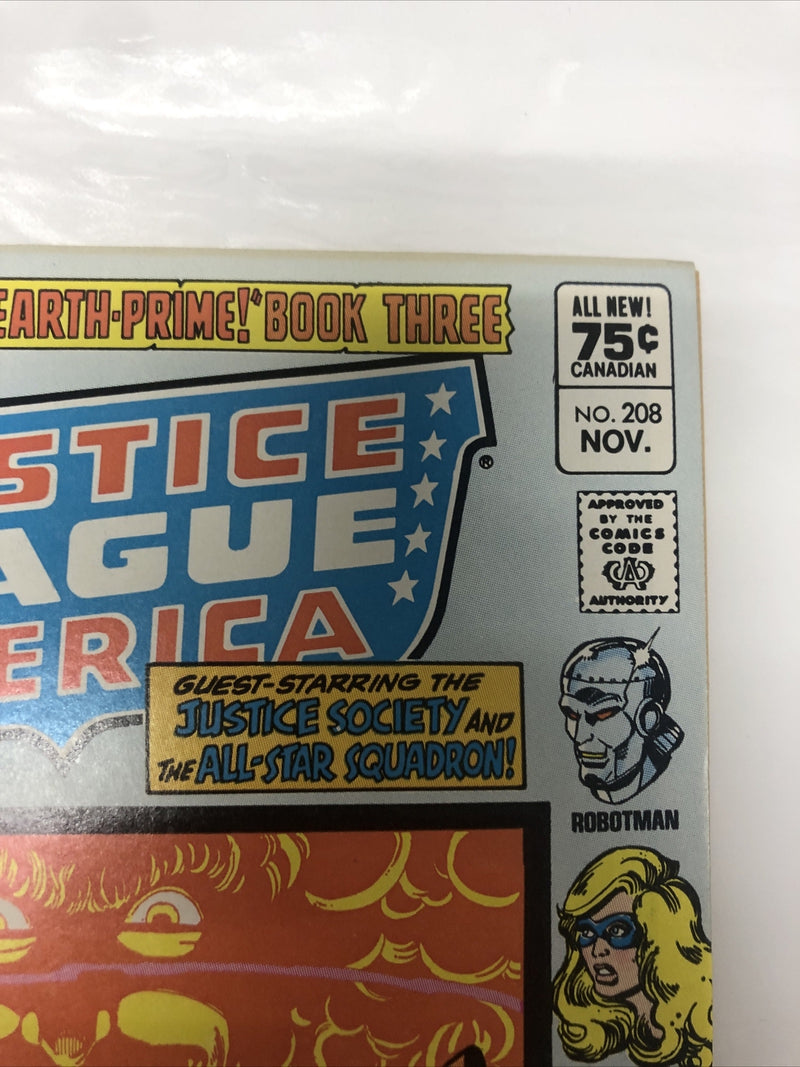 EARTH-PRIME!" BOOK THREE
ALL NEW!
75¢
CANADIAN
NO. 208
NOV.
STICE
AGUE
ERICA
®
APPROVED
BY THE
COMICS
CODE
CA
AUTHORITY
GUEST-STARRING THE
JUSTICE SOCIETY AND
THE ALL-STAR SQUADRON!
ROBOTMAN